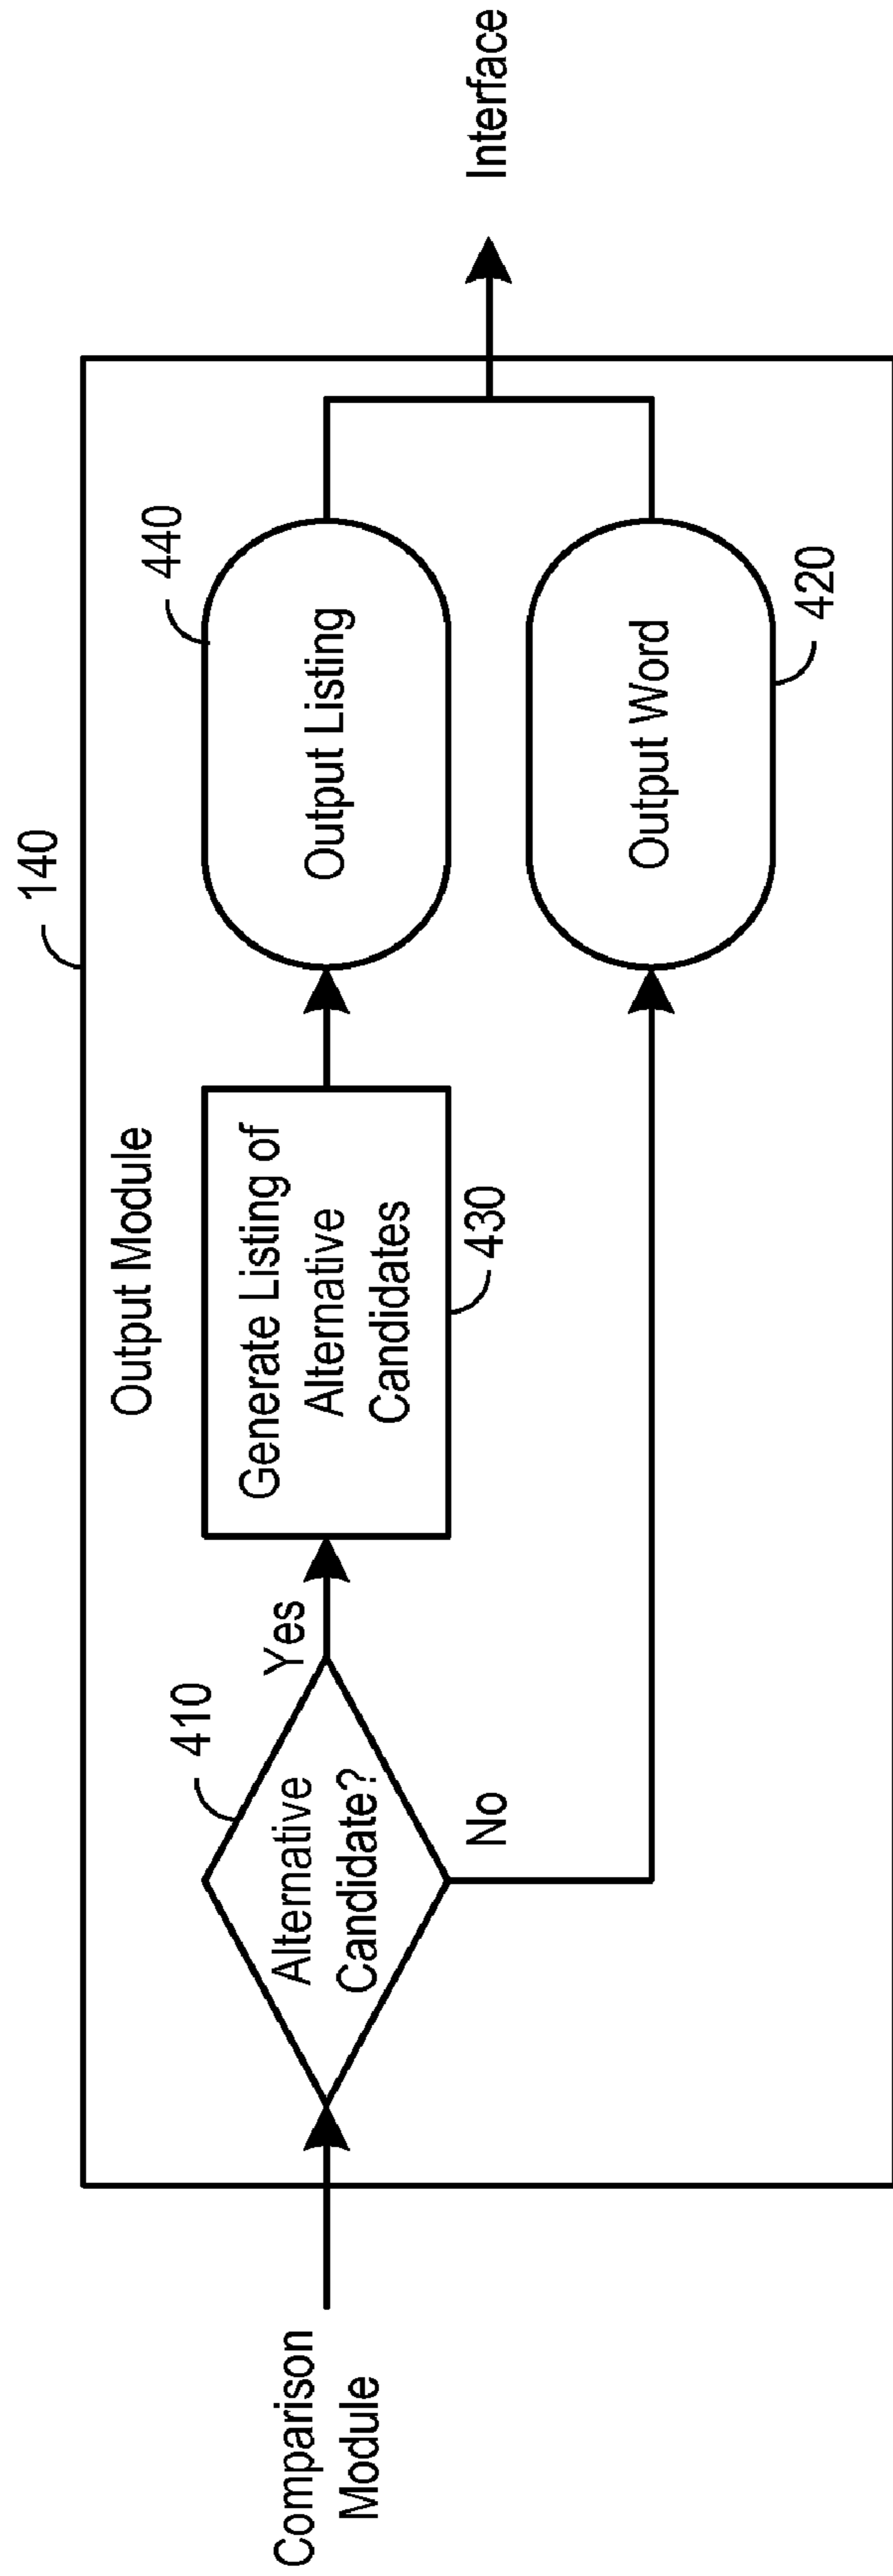 140
Output Module
Comparison
Module
410
Alternative
Candidate?
Yes
No
Generate Listing of
Alternative
Candidates
430
440
Output Listing
Output Word
420
Interface